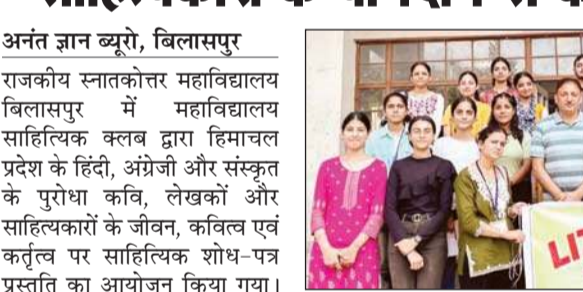 अनंत ज्ञान ब्यूरो, बिलासपुर
राजकीय स्नातकोत्तर महाविद्यालय
बिलासपुर में महाविद्यालय
साहित्यिक क्लब द्वारा हिमाचल
प्रदेश के हिंदी, अंग्रेजी और संस्कृत
के पुरोधा कवि, लेखकों और
साहित्यकारों के जीवन, कवित्व एवं
कर्तृत्व पर साहित्यिक शोध-पत्र
प्रस्तुति का आयोजन किया गया।
LIT